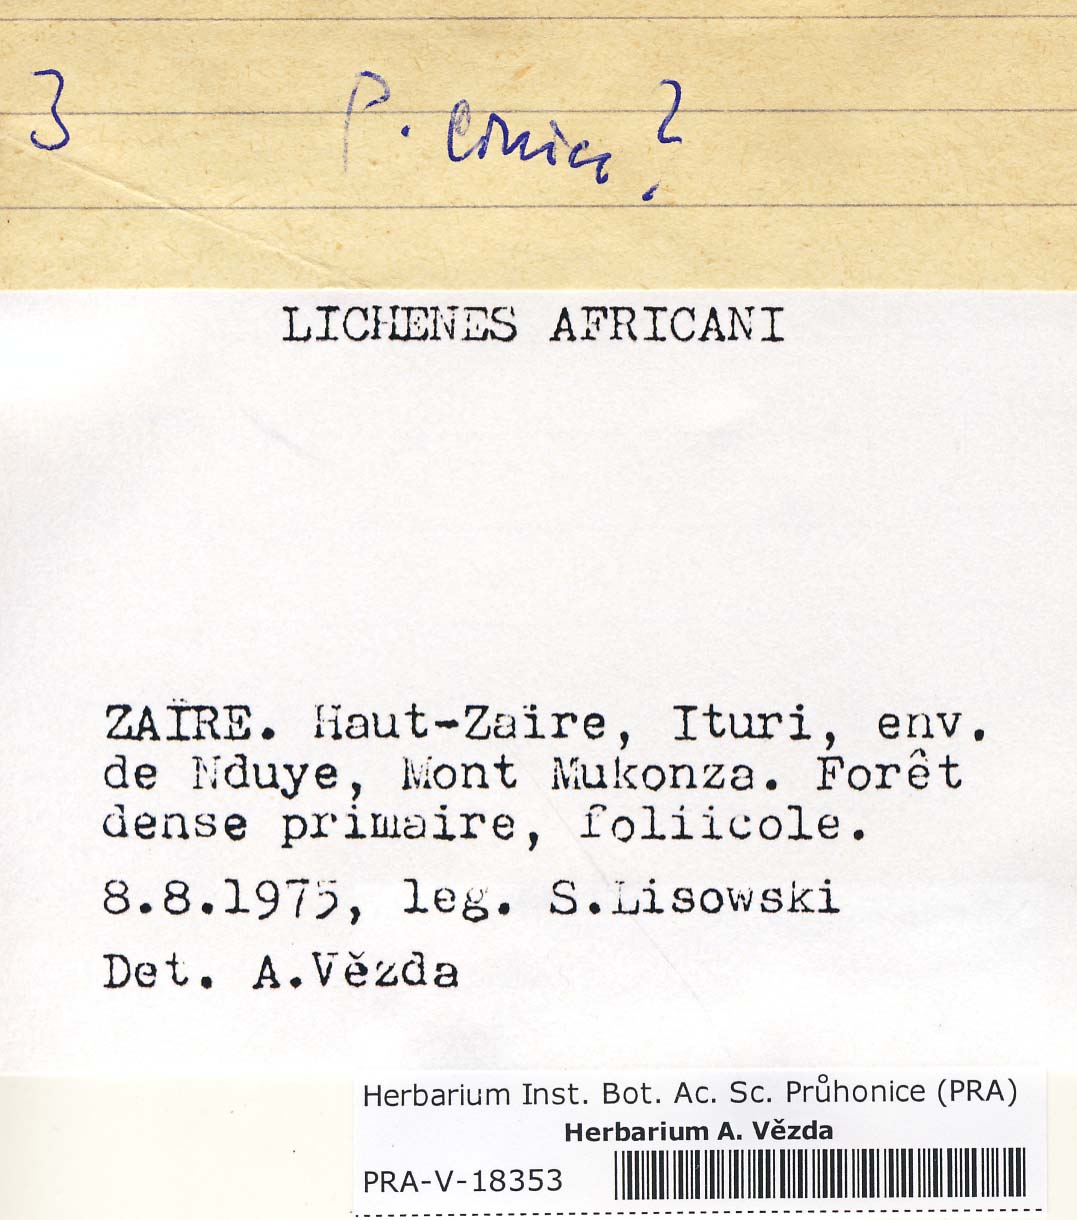 3 P. conica?
LICHENES AFRICANI
ZAÏRE. Haut-Zaïre, Ituri, env.
de Nduye, Mont Mukonza. Forêt
dense primaire, foliicole.
8.8.1975, leg. S.Lisowski
Det. A.Vězda
Herbarium Inst. Bot. Ac. Sc. Průhonice (PRA)
Herbarium A. Vězda
PRA-V-18353